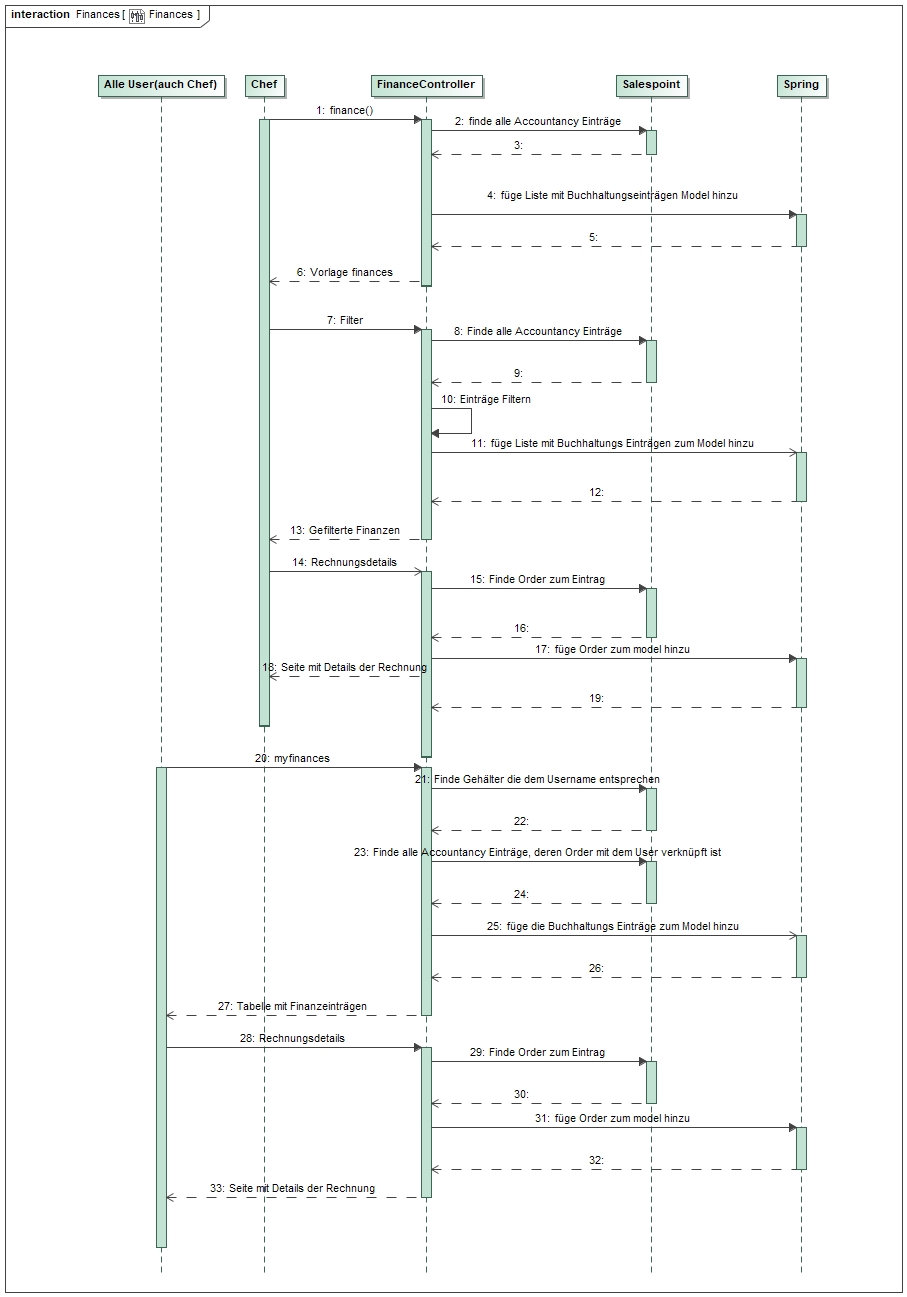 interaction Finances [ Finances ]
Alle User(auch Chef)
Chef
FinanceController
Salespoint
Spring
1: finance()
2: finde alle Accountancy Einträge
3:
4: füge Liste mit Buchhaltungseinträgen Model hinzu
5:
6: Vorlage finances
7: Filter
8: Finde alle Accountancy Einträge
9:
10: Einträge Filtern
11: füge Liste mit Buchhaltungs Einträgen zum Model hinzu
12:
13: Gefilterte Finanzen
14: Rechnungsdetails
15: Finde Order zum Eintrag
16:
17: füge Order zum model hinzu
18: Seite mit Details der Rechnung
19:
20: myfinances
21: Finde Gehälter die dem Username entsprechen
22:
23: Finde alle Accountancy Einträge, deren Order mit dem User verknüpft ist
24:
25: füge die Buchhaltungs Einträge zum Model hinzu
26:
27: Tabelle mit Finanzeinträgen
28: Rechnungsdetails
29: Finde Order zum Eintrag
30:
31: füge Order zum model hinzu
32:
33: Seite mit Details der Rechnung